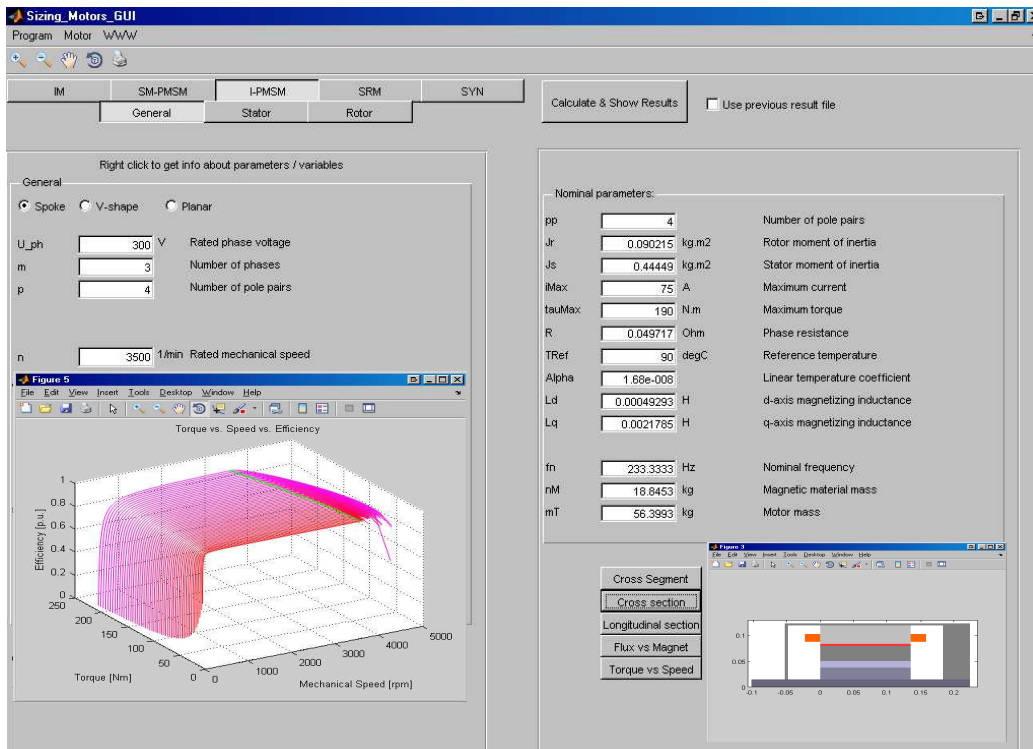 Sizing_Motors_GUI
Program Motor WWW
IM SM-PMSM I-PMSM SRM SYN
General Stator Rotor
Calculate & Show Results
Use previous result file
Right click to get info about parameters / variables
General
Spoke V-shape Planar
U_ph 300 V Rated phase voltage
m 3 Number of phases
p 4 Number of pole pairs
n 3500 1/min Rated mechanical speed
Figure 5
File Edit View Insert Tools Desktop Window Help
Torque vs. Speed vs. Efficiency
1
0.8
0.6
0.4
0.2
0
Efficiency [p.u.]
250
200
150
100
50
0
Torque [Nm]
0
1000
2000
3000
4000
5000
Mechanical Speed [rpm]
Nominal parameters:
pp 4 Number of pole pairs
Jr 0.090215 kg.m2 Rotor moment of inertia
Js 0.44449 kg.m2 Stator moment of inertia
iMax 75 A Maximum current
tauMax 190 N.m Maximum torque
R 0.049717 Ohm Phase resistance
TRef 90 degC Reference temperature
Alpha 1.68e-008 Linear temperature coefficient
Ld 0.00049293 H d-axis magnetizing inductance
Lq 0.0021785 H q-axis magnetizing inductance
fn 233.3333 Hz Nominal frequency
nM 18.8453 kg Magnetic material mass
mT 56.3993 kg Motor mass
Cross Segment
Cross section
Longitudinal section
Flux vs Magnet
Torque vs Speed
Figure 3
File Edit View Insert Tools Desktop Window Help
0.1
0.05
0
-0.1 -0.05 0 0.05 0.1 0.15 0.2